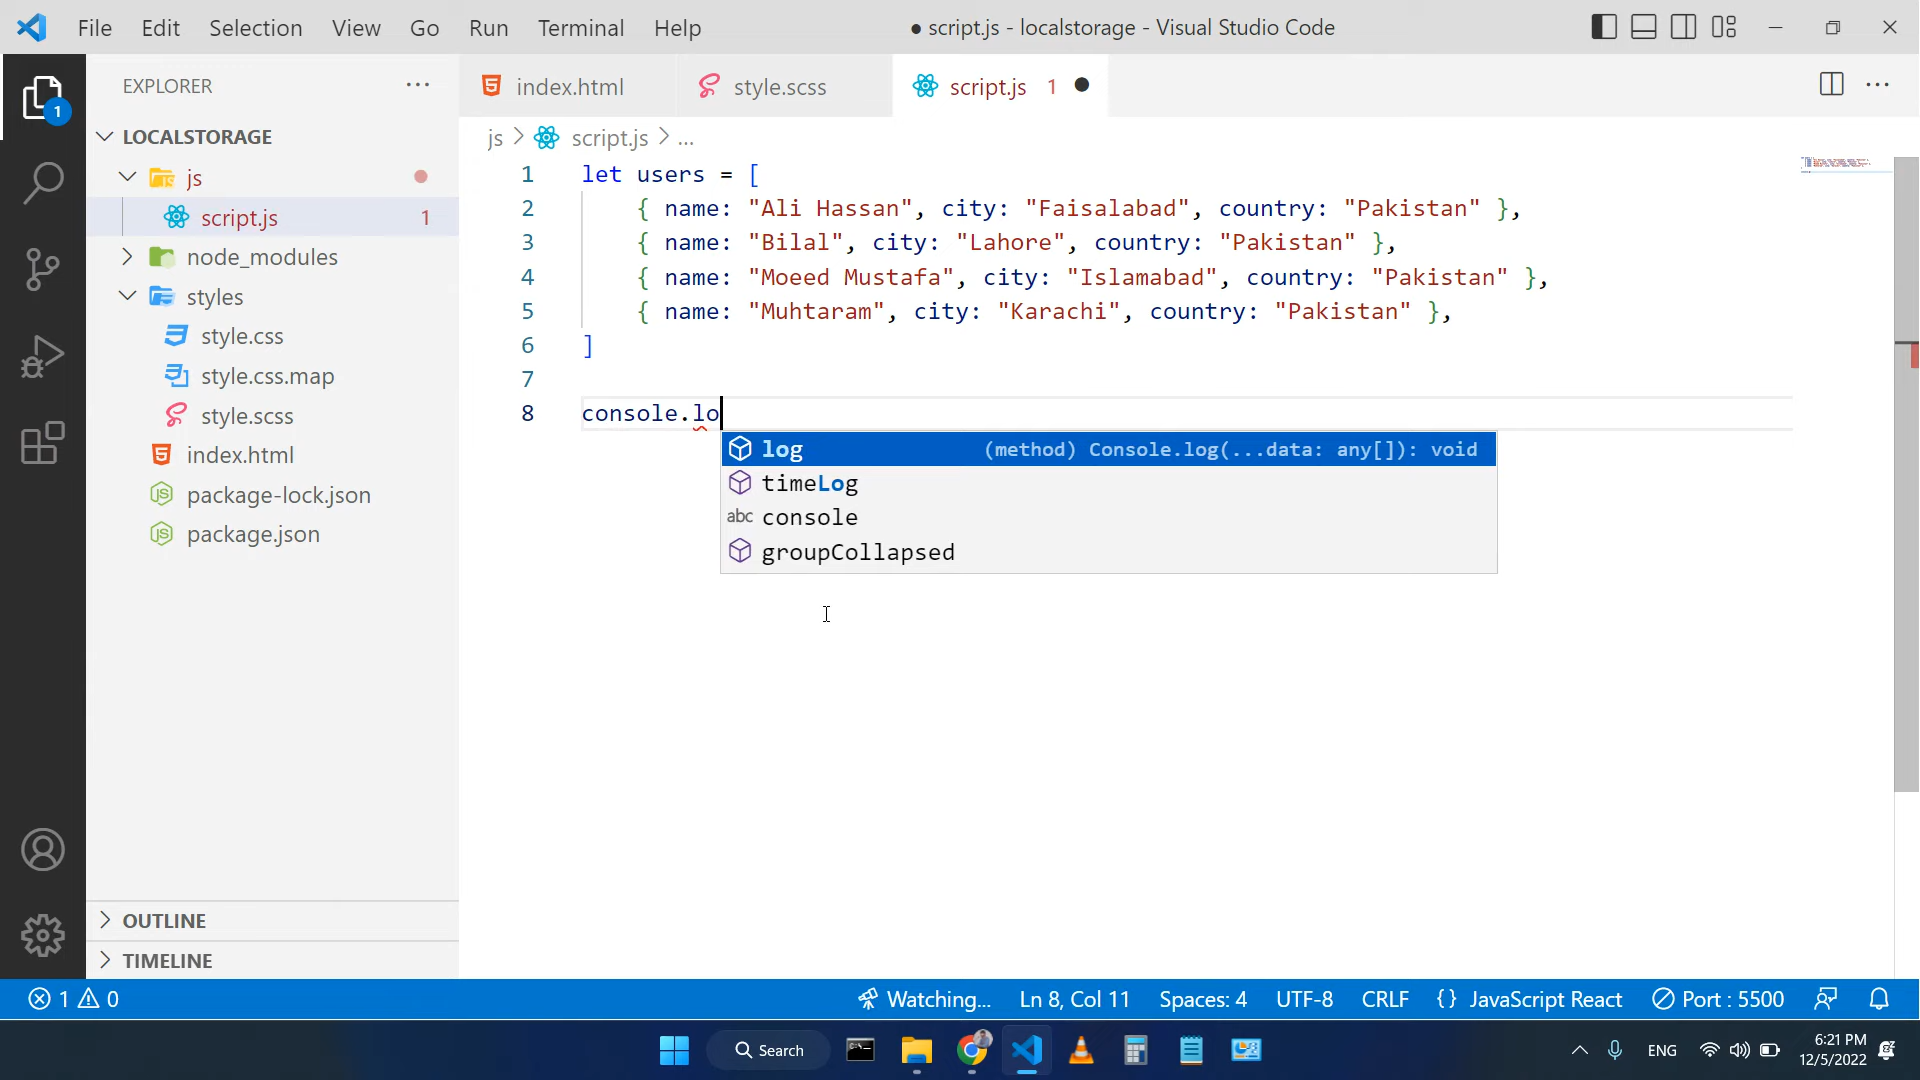 File Edit Selection View Go Run Terminal Help
● script.js - localstorage - Visual Studio Code
EXPLORER ···
index.html
style.scss
script.js 1 ●
LOCALSTORAGE
js > script.js > ...
js
script.js 1
node_modules
styles
style.css
style.css.map
style.scss
index.html
package-lock.json
package.json
1 let users = [
2 { name: "Ali Hassan", city: "Faisalabad", country: "Pakistan" },
3 { name: "Bilal", city: "Lahore", country: "Pakistan" },
4 { name: "Moeed Mustafa", city: "Islamabad", country: "Pakistan" },
5 { name: "Muhtaram", city: "Karachi", country: "Pakistan" },
6 ]
7
8 console.lo
log (method) Console.log(...data: any[]): void
timeLog
abc console
groupCollapsed
OUTLINE
TIMELINE
1 0 Watching... Ln 8, Col 11 Spaces: 4 UTF-8 CRLF {} JavaScript React Port : 5500
Search
ENG
6:21 PM
12/5/2022
1